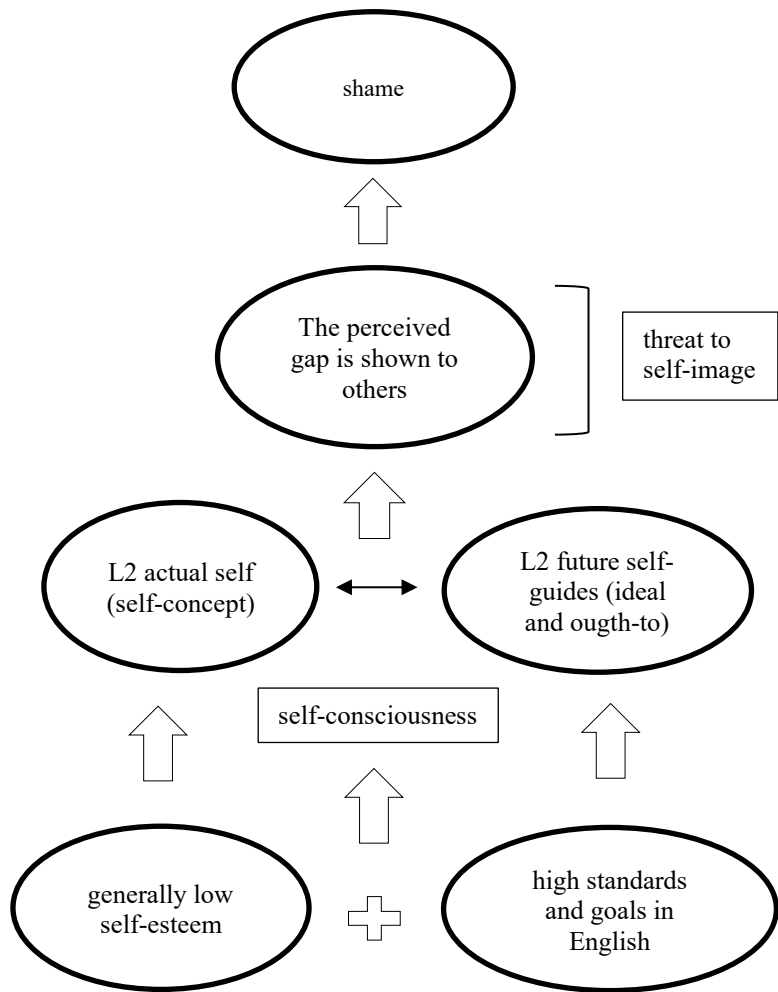 shame
The perceived
gap is shown to
others
threat to
self-image
L2 actual self
(self-concept)
L2 future self-
guides (ideal
and ougth-to)
self-consciousness
generally low
self-esteem
high standards
and goals in
English